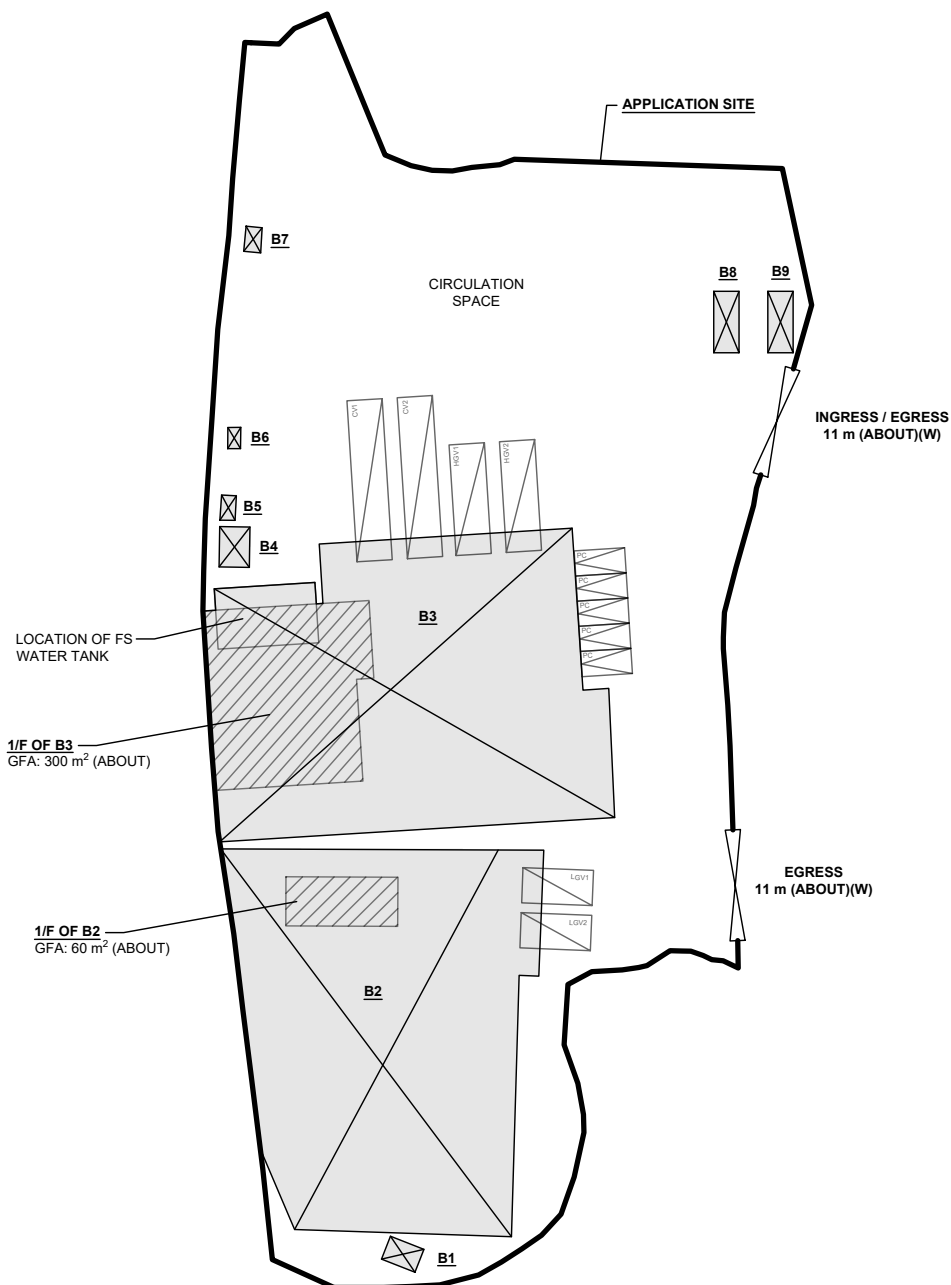 APPLICATION SITE
B7
CIRCULATION
SPACE
B8
B9
CV1
CV2
HGV1
HGV2
INGRESS / EGRESS
11 m (ABOUT)(W)
B6
B5
B4
PC
PC
PC
PC
PC
B3
LOCATION OF FS
WATER TANK
1/F OF B3
GFA: 300 m² (ABOUT)
LGV1
LGV2
EGRESS
11 m (ABOUT)(W)
1/F OF B2
GFA: 60 m² (ABOUT)
B2
B1